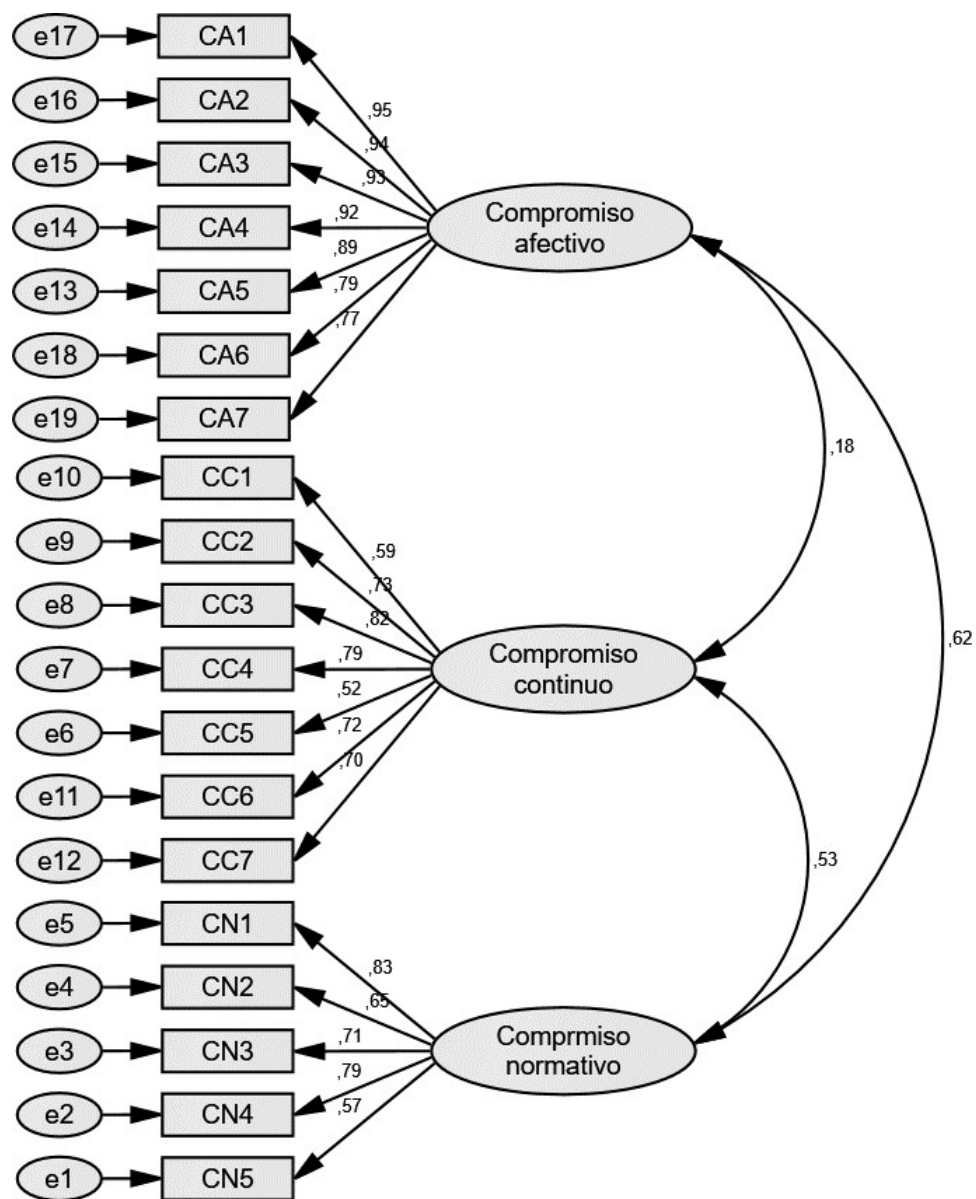 e17
CA1
e16
CA2
e15
CA3
e14
CA4
e13
CA5
e18
CA6
e19
CA7
,95
,94
,93
,92
,89
,79
,77
Compromiso
afectivo
e10
CC1
e9
CC2
e8
CC3
e7
CC4
e6
CC5
e11
CC6
e12
CC7
,59
,73
,82
,79
,52
,72
,70
Compromiso
continuo
,18
,62
,53
e5
CN1
e4
CN2
e3
CN3
e2
CN4
e1
CN5
,83
,65
,71
,79
,57
Comprmiso
normativo